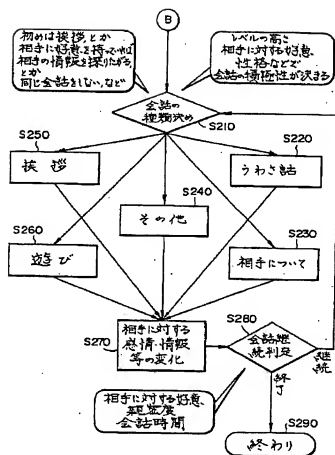 B
初めは挨拶とか
相手に好意を持っていれば
相手の情報を探りたがる
とか
同じ会話をしない、など
レベルの高さ
相手に対する好意、
性格などで
会話の積極性が決まる
会話の
種類決め
S210
S250
挨拶
S220
うわさ話
S240
その他
S260
遊び
S230
相手について
S270
相手に対する
感情・情報
等の変化
S280
会話継
続判定
継続
終了
相手に対する好意、
親密度
会話時間
S290
終わり